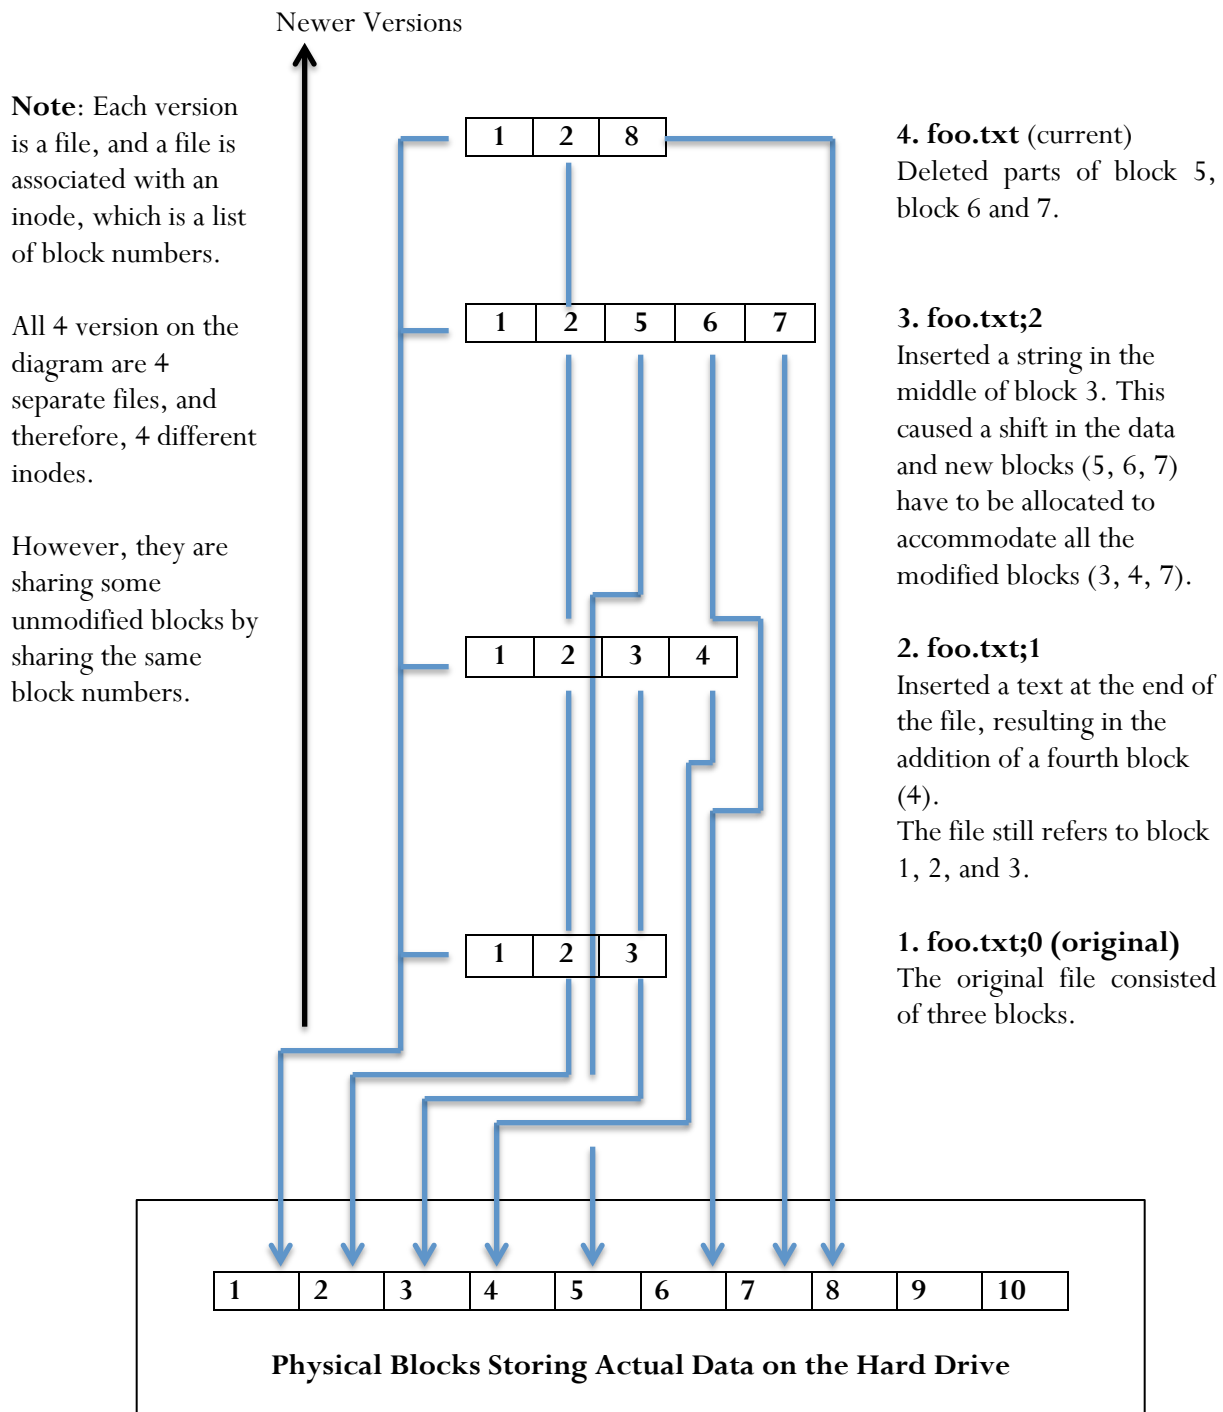 Newer Versions
Note: Each version
is a file, and a file is
associated with an
inode, which is a list
of block numbers.
All 4 version on the
diagram are 4
separate files, and
therefore, 4 different
inodes.
However, they are
sharing some
unmodified blocks by
sharing the same
block numbers.
1 2 8
4. foo.txt (current)
Deleted parts of block 5,
block 6 and 7.
1 2 5 6 7
3. foo.txt;2
Inserted a string in the
middle of block 3. This
caused a shift in the data
and new blocks (5, 6, 7)
have to be allocated to
accommodate all the
modified blocks (3, 4, 7).
1 2 3 4
2. foo.txt;1
Inserted a text at the end of
the file, resulting in the
addition of a fourth block
(4).
The file still refers to block
1, 2, and 3.
1 2 3
1. foo.txt;0 (original)
The original file consisted
of three blocks.
1 2 3 4 5 6 7 8 9 10
Physical Blocks Storing Actual Data on the Hard Drive